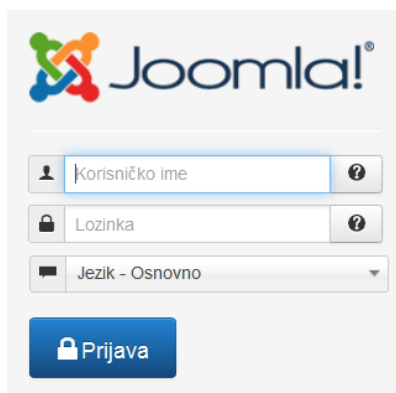 Joomla!®
Korisničko ime
Lozinka
Jezik - Osnovno
Prijava